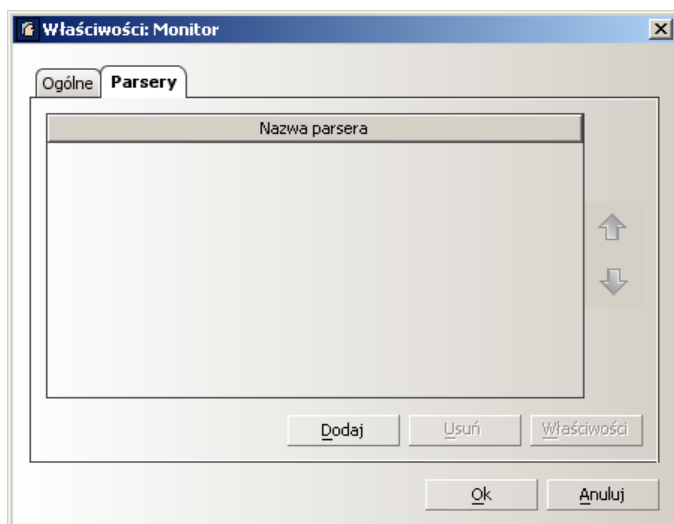 Właściwości: Monitor
Ogólne Parsery
Nazwa parsera
Dodaj Usuń Właściwości
Ok Anuluj